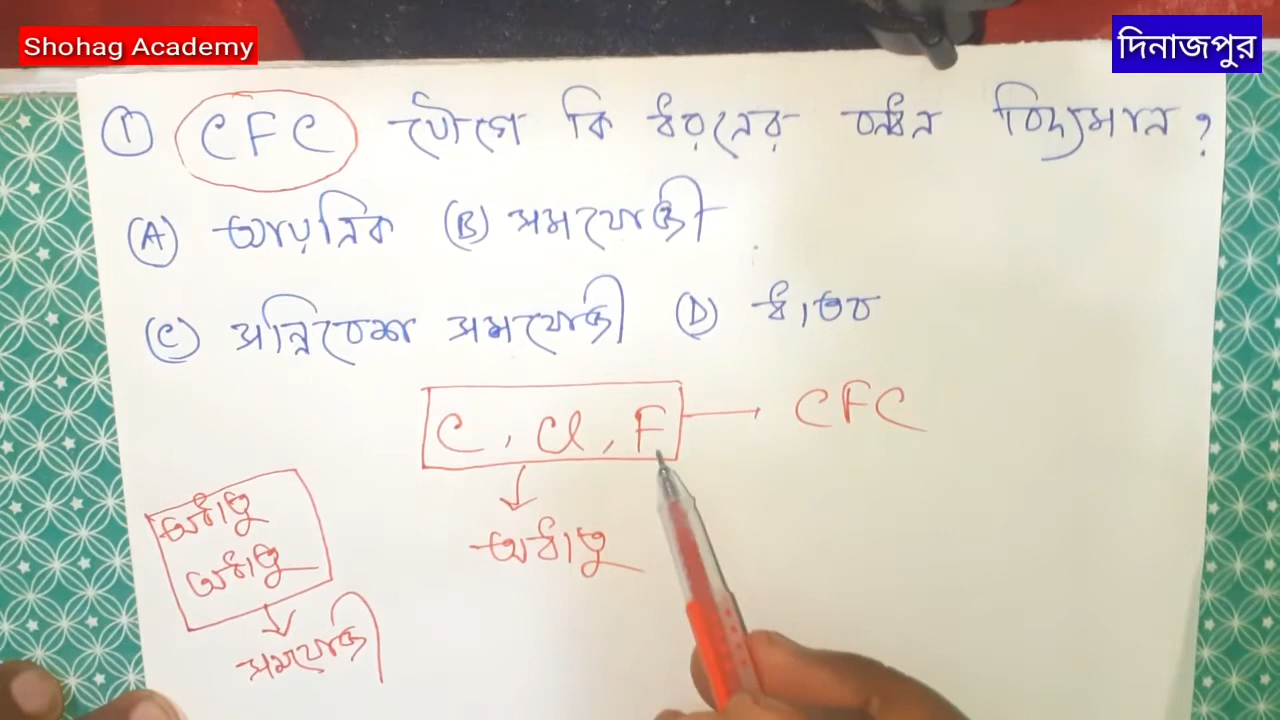 Shohag Academy
দিনাজপুর
① CFC যৌগে কি ধরনের বন্ধন বিদ্যমান ?
(A) আয়নিক (B) সমযোজী
(C) সন্নিবেশ সমযোজী (D) ধাতব
C , Cl , F → CFC
অধাতু
অধাতু
অধাতু
সমযোজী